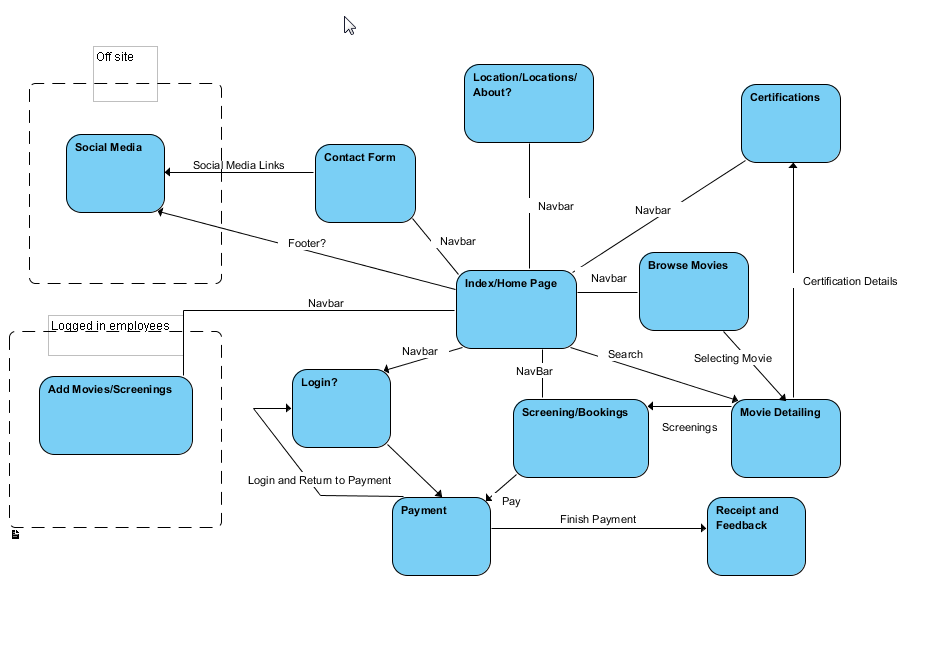 Off site
Location/Locations/
About?
Certifications
Social Media
Contact Form
Social Media Links
Navbar
Navbar
Navbar
Footer?
Browse Movies
Index/Home Page
Navbar
Certification Details
Navbar
Logged in employees
Navbar
Search
Selecting Movie
NavBar
Add Movies/Screenings
Login?
Screening/Bookings
Movie Detailing
Screenings
Login and Return to Payment
Pay
Payment
Finish Payment
Receipt and
Feedback